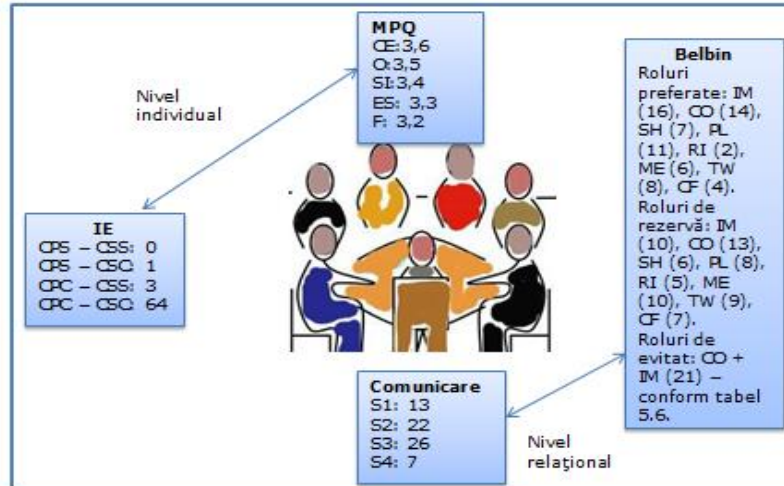 MPQ
CE:3,6
O:3,5
SI:3,4
ES: 3,3
F: 3,2
Nivel
individual
Belbin
Roluri
preferate: IM
(16), CO (14),
SH (7), PL
(11), RI (2),
ME (6), TW
(8), CF (4).
Roluri de
rezervă: IM
(10), CO (13),
SH (6), PL (8),
RI (5), ME
(10), TW (9),
CF (7).
Roluri de
evitat: CO +
IM (21) –
conform tabel
5.6.
IE
CPS – CSS: 0
CPS – CSC: 1
CPC – CSS: 3
CPC – CSC: 64
Comunicare
S1: 13
S2: 22
S3: 26
S4: 7
Nivel
relaţional